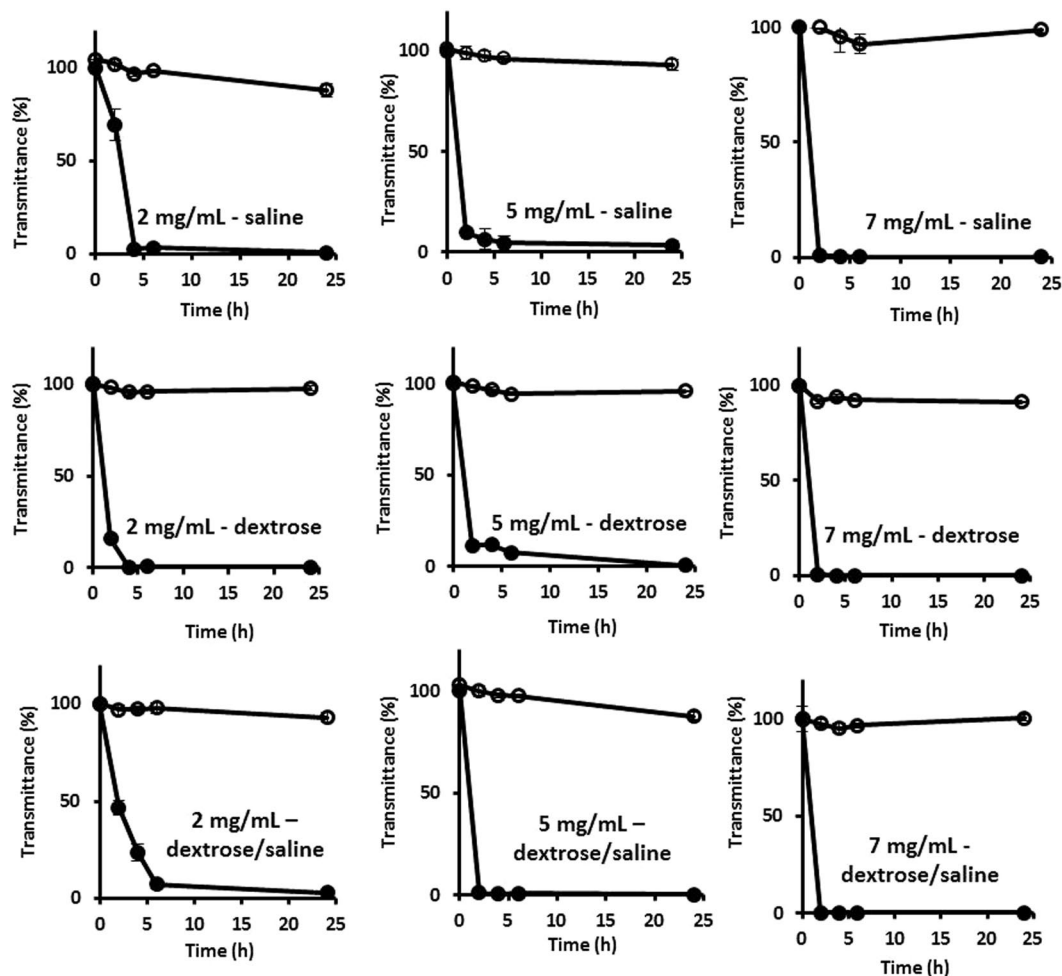 Transmittance (%)
100
50
0
2 mg/mL - saline
0 5 10 15 20 25
Time (h)
Transmittance (%)
100
50
0
5 mg/mL - saline
0 5 10 15 20 25
Time (h)
Transmittance (%)
100
50
0
7 mg/mL - saline
0 5 10 15 20 25
Time (h)
Transmittance (%)
100
50
0
2 mg/mL - dextrose
0 5 10 15 20 25
Time (h)
Transmittance (%)
100
50
0
5 mg/mL - dextrose
0 5 10 15 20 25
Time (h)
Transmittance (%)
100
50
0
7 mg/mL - dextrose
0 5 10 15 20 25
Time (h)
Transmittance (%)
100
50
0
2 mg/mL –
dextrose/saline
0 5 10 15 20 25
Time (h)
Transmittance (%)
100
50
0
5 mg/mL –
dextrose/saline
0 5 10 15 20 25
Time (h)
Transmittance (%)
100
50
0
7 mg/mL -
dextrose/saline
0 5 10 15 20 25
Time (h)